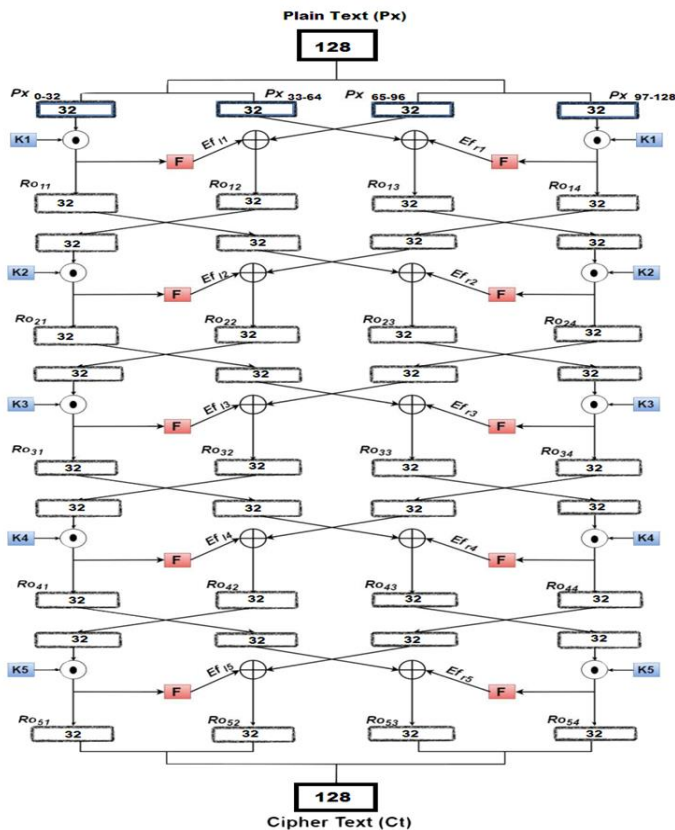 Plain Text (Px)
128
Px 0-32 Px 33-64 Px 65-96 Px 97-128
32 32 32 32
K1 Ef l1 Ef r1 K1
F F
Ro11 Ro12 Ro13 Ro14
32 32 32 32
32 32 32 32
K2 Ef l2 Ef r2 K2
F F
Ro21 Ro22 Ro23 Ro24
32 32 32 32
32 32 32 32
K3 Ef l3 Ef r3 K3
F F
Ro31 Ro32 Ro33 Ro34
32 32 32 32
32 32 32 32
K4 Ef l4 Ef r4 K4
F F
Ro41 Ro42 Ro43 Ro44
32 32 32 32
32 32 32 32
K5 Ef l5 Ef r5 K5
F F
Ro51 Ro52 Ro53 Ro54
32 32 32 32
128
Cipher Text (Ct)